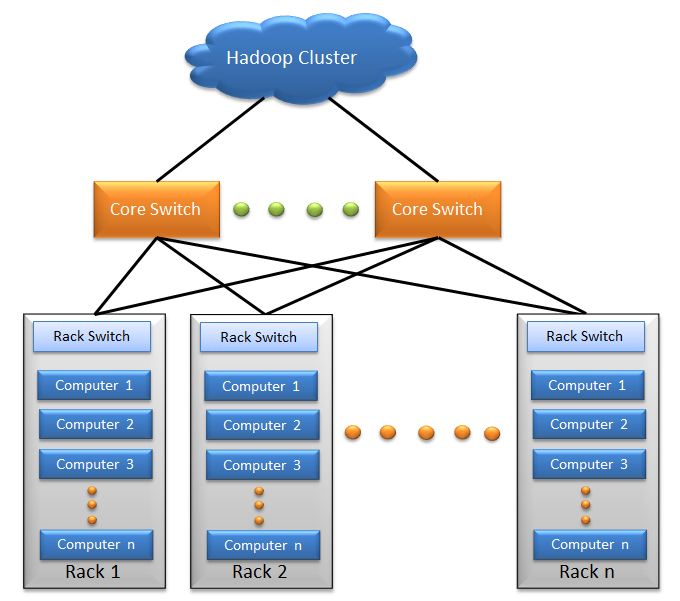 Hadoop Cluster
Core Switch
Core Switch
Rack Switch
Computer 1
Computer 2
Computer 3
Computer n
Rack 1
Rack Switch
Computer 1
Computer 2
Computer 3
Computer n
Rack 2
Rack Switch
Computer 1
Computer 2
Computer 3
Computer n
Rack n